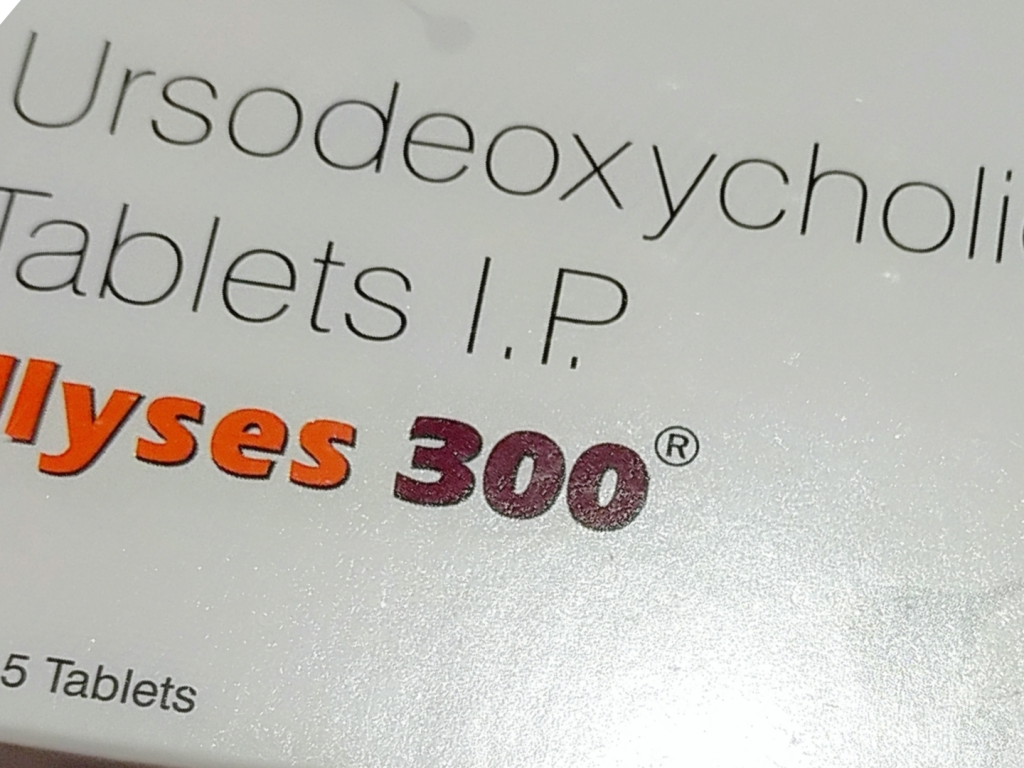 Ursodeoxycholi
Tablets I.P.
llyses 300®
5 Tablets